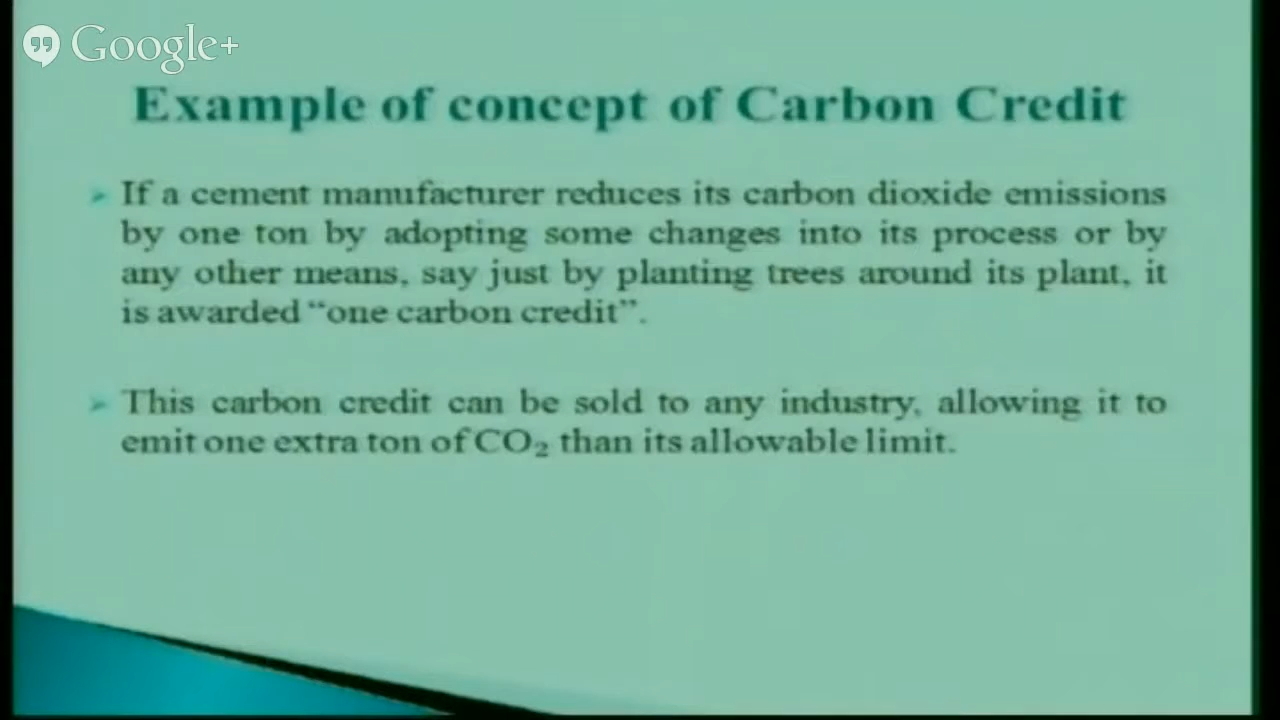 Google+
Example of concept of Carbon Credit
If a cement manufacturer reduces its carbon dioxide emissions
by one ton by adopting some changes into its process or by
any other means, say just by planting trees around its plant, it
is awarded “one carbon credit”.
This carbon credit can be sold to any industry, allowing it to
emit one extra ton of CO₂ than its allowable limit.